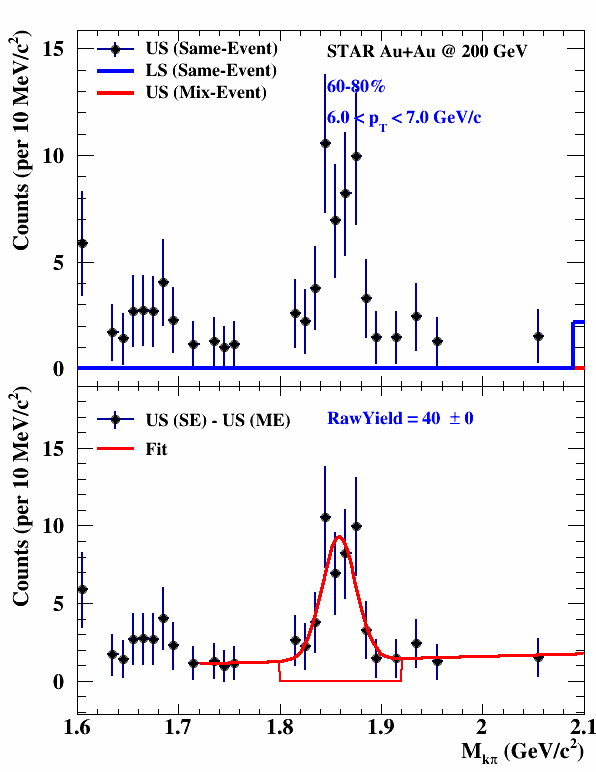 US (Same-Event)
LS (Same-Event)
US (Mix-Event)
STAR Au+Au @ 200 GeV
60-80%
6.0 < p_T < 7.0 GeV/c
Counts (per 10 MeV/c²)
15
10
5
0
US (SE) - US (ME)
Fit
RawYield = 40 ± 0
Counts (per 10 MeV/c²)
15
10
5
0
1.6 1.7 1.8 1.9 2 2.1
M_kπ (GeV/c²)